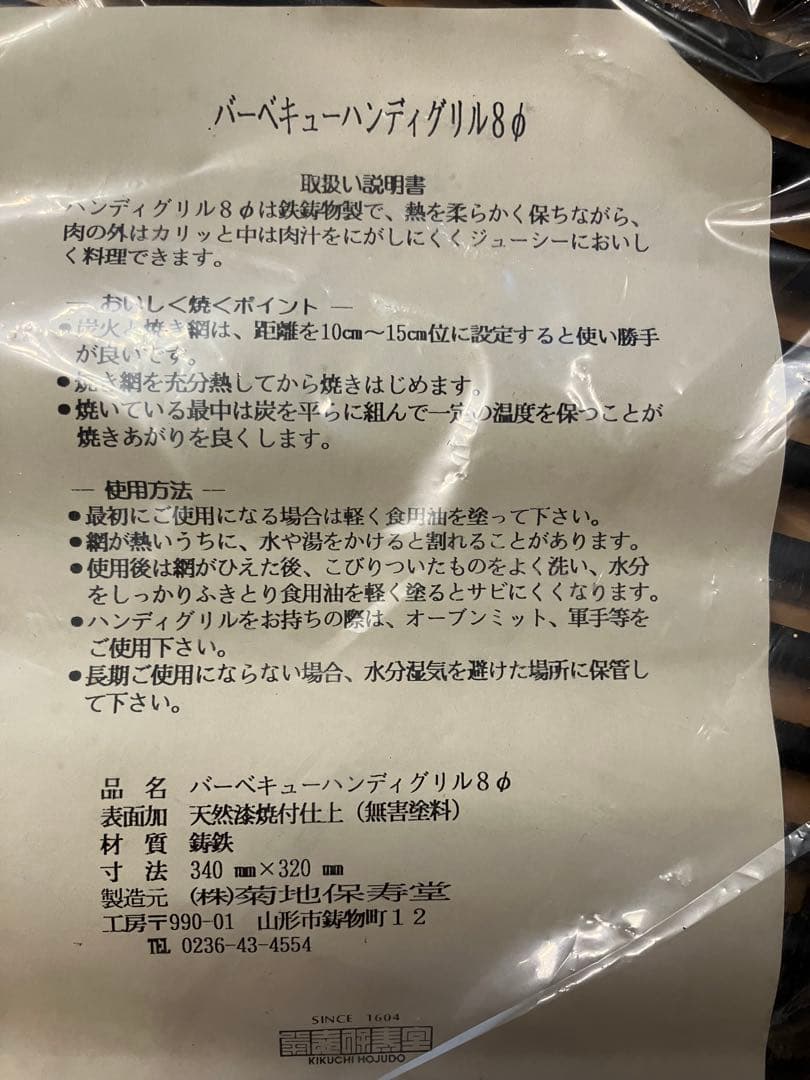 バーベキューハンディグリル8φ
取扱い説明書
ハンディグリル8φは鉄鋳物製で、熱を柔らかく保ちながら、
肉の外はカリッと中は肉汁をにがしにくくジューシーにおいし
く料理できます。
― おいしく焼くポイント ―
●炭火と焼き網は、距離を10㎝～15㎝位に設定すると使い勝手
が良いです。
●焼き網を充分熱してから焼きはじめます。
●焼いている最中は炭を平らに組んで一定の温度を保つことが
焼きあがりを良くします。
― 使用方法 ―
●最初にご使用になる場合は軽く食用油を塗って下さい。
●網が熱いうちに、水や湯をかけると割れることがあります。
●使用後は網がひえた後、こびりついたものをよく洗い、水分
をしっかりふきとり食用油を軽く塗るとサビにくくなります。
●ハンディグリルをお持ちの際は、オーブンミット、軍手等を
ご使用下さい。
●長期ご使用にならない場合、水分湿気を避けた場所に保管し
て下さい。
品 名 バーベキューハンディグリル8φ
表面加 天然漆焼付仕上（無害塗料）
材 質 鋳鉄
寸 法 340 ㎜×320 ㎜
製造元 (株)菊地保寿堂
工房〒990-01 山形市鋳物町12
℡ 0236-43-4554
SINCE 1604
KIKUCHI HOJUDO